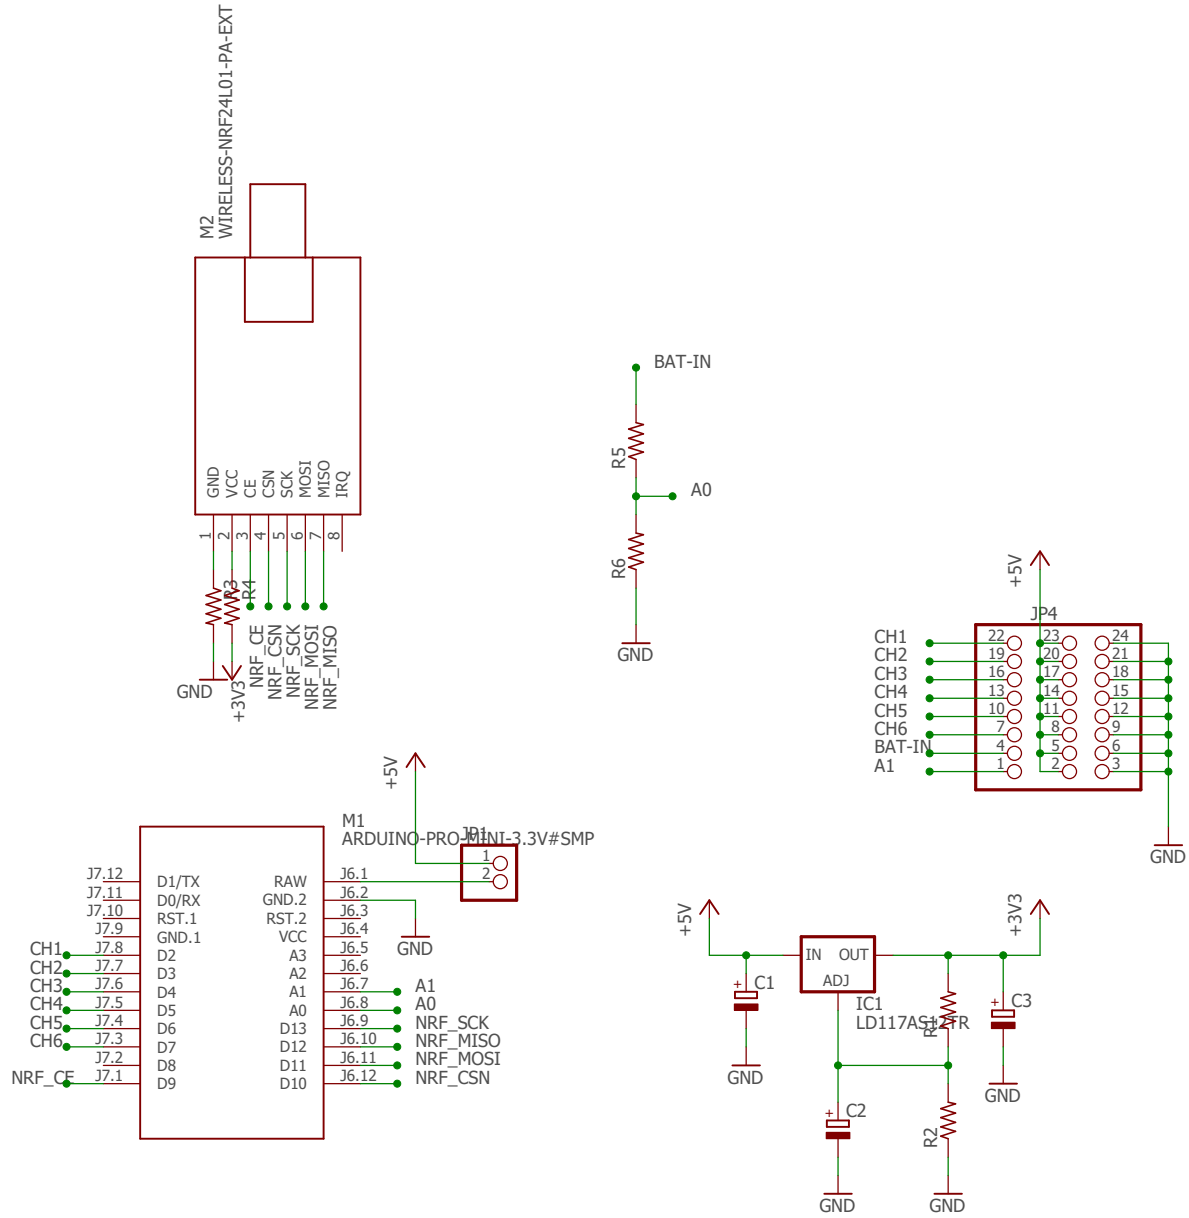 M2
WIRELESS-NRF24L01-PA-EXT
GND
VCC
CE
CSN
SCK
MOSI
MISO
IRQ
1
2
3
4
5
6
7
8
R3
R4
GND
+3V3
NRF_CE
NRF_CSN
NRF_SCK
NRF_MOSI
NRF_MISO
BAT-IN
R5
A0
R6
GND
+5V
JP4
CH1 22 23 24
CH2 19 20 21
CH3 16 17 18
CH4 13 14 15
CH5 10 11 12
CH6 7 8 9
BAT-IN 4 5 6
A1 1 2 3
GND
+5V
M1
ARDUINO-PRO-MINI-3.3V#SMP
JP1
1
2
J7.12 D1/TX RAW J6.1
J7.11 D0/RX GND.2 J6.2
J7.10 RST.1 RST.2 J6.3
J7.9 GND.1 VCC J6.4
GND
CH1 J7.8 D2 A3 J6.5
CH2 J7.7 D3 A2 J6.6
CH3 J7.6 D4 A1 J6.7 A1
CH4 J7.5 D5 A0 J6.8 A0
CH5 J7.4 D6 D13 J6.9 NRF_SCK
CH6 J7.3 D7 D12 J6.10 NRF_MISO
J7.2 D8 D11 J6.11 NRF_MOSI
NRF_CE J7.1 D9 D10 J6.12 NRF_CSN
+5V
+3V3
IN OUT
ADJ
IC1
LD117AS12TR
C1
+
GND
R1
C3
+
GND
C2
+
GND
R2
GND